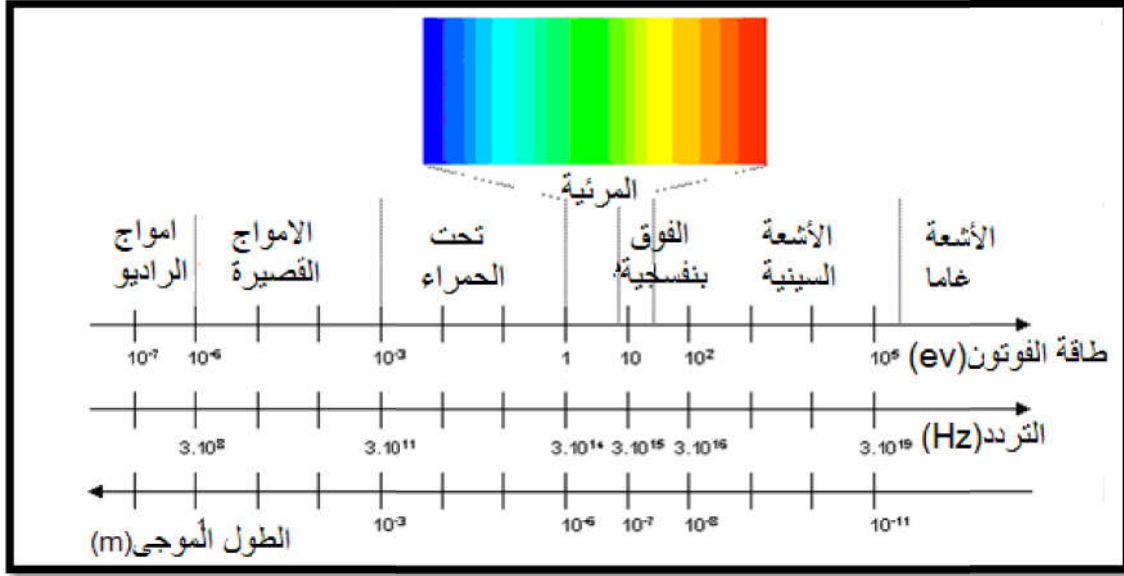 المرئية
امواج الراديو
الامواج القصيرة
تحت الحمراء
الفوق بنفسجية
الأشعة السينية
الأشعة غاما
10⁻⁷ 10⁻⁶ 10⁻³ 1 10 10² 10⁵
طاقة الفوتون(ev)
3.10⁸ 3.10¹¹ 3.10¹⁴ 3.10¹⁵ 3.10¹⁶ 3.10¹⁹
التردد(Hz)
1 10⁻³ 10⁻⁶ 10⁻⁷ 10⁻⁸ 10⁻¹¹
الطول الموجي(m)